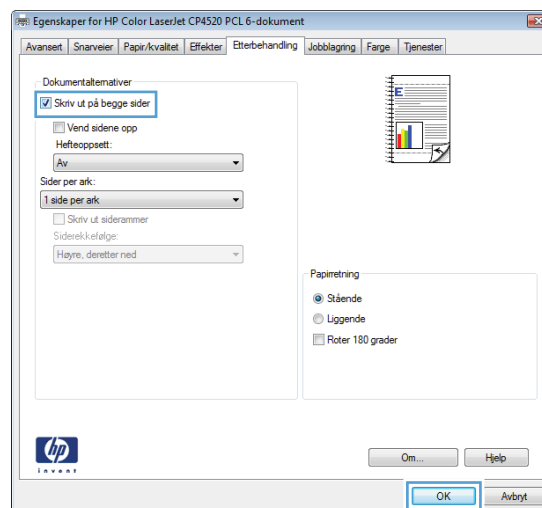 Egenskaper for HP Color LaserJet CP4520 PCL 6-dokument
Avansert Snarveier Papir/kvalitet Effekter Etterbehandling Jobblagring Farge Tjenester
Dokumentalternativer
Skriv ut på begge sider
Vend sidene opp
Hefteoppsett:
Av
Sider per ark:
1 side per ark
Skriv ut siderammer
Siderekkefølge:
Høyre, deretter ned
E
Papirretning
Stående
Liggende
Roter 180 grader
hp
invent
Om... Hjelp
OK Avbryt